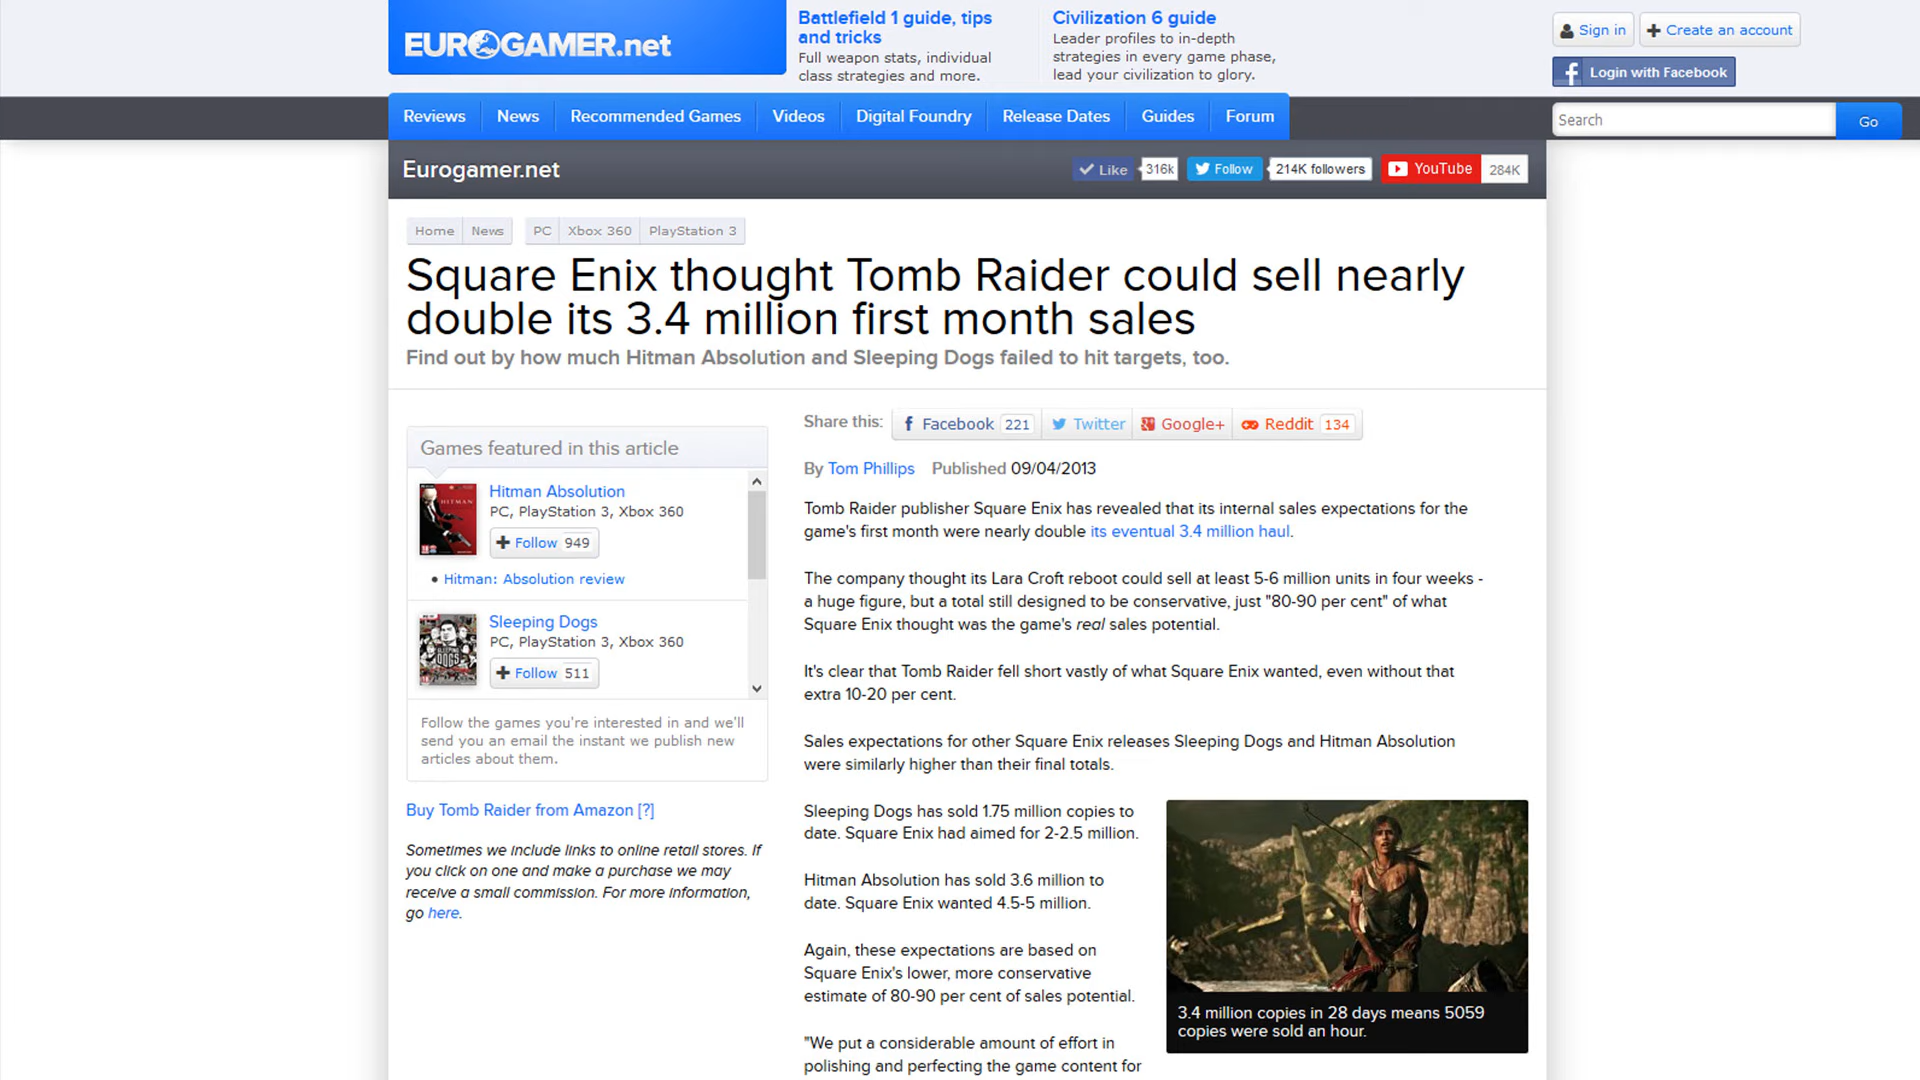 EUROGAMER.net
Battlefield 1 guide, tips
and tricks
Full weapon stats, individual
class strategies and more.
Civilization 6 guide
Leader profiles to in-depth
strategies in every game phase,
lead your civilization to glory.
Sign in
Create an account
Login with Facebook
Reviews
News
Recommended Games
Videos
Digital Foundry
Release Dates
Guides
Forum
Search
Go
Eurogamer.net
Like 316k
Follow 214K followers
YouTube 284K
Home News PC Xbox 360 PlayStation 3
Square Enix thought Tomb Raider could sell nearly
double its 3.4 million first month sales
Find out by how much Hitman Absolution and Sleeping Dogs failed to hit targets, too.
Games featured in this article
Hitman Absolution
PC, PlayStation 3, Xbox 360
+ Follow 949
• Hitman: Absolution review
Sleeping Dogs
PC, PlayStation 3, Xbox 360
+ Follow 511
Follow the games you're interested in and we'll
send you an email the instant we publish new
articles about them.
Buy Tomb Raider from Amazon [?]
Sometimes we include links to online retail stores. If
you click on one and make a purchase we may
receive a small commission. For more information,
go here.
Share this: Facebook 221 Twitter Google+ Reddit 134
By Tom Phillips Published 09/04/2013
Tomb Raider publisher Square Enix has revealed that its internal sales expectations for the
game's first month were nearly double its eventual 3.4 million haul.
The company thought its Lara Croft reboot could sell at least 5-6 million units in four weeks -
a huge figure, but a total still designed to be conservative, just "80-90 per cent" of what
Square Enix thought was the game's real sales potential.
It's clear that Tomb Raider fell short vastly of what Square Enix wanted, even without that
extra 10-20 per cent.
Sales expectations for other Square Enix releases Sleeping Dogs and Hitman Absolution
were similarly higher than their final totals.
Sleeping Dogs has sold 1.75 million copies to
date. Square Enix had aimed for 2-2.5 million.
Hitman Absolution has sold 3.6 million to
date. Square Enix wanted 4.5-5 million.
Again, these expectations are based on
Square Enix's lower, more conservative
estimate of 80-90 per cent of sales potential.
"We put a considerable amount of effort in
polishing and perfecting the game content for
3.4 million copies in 28 days means 5059
copies were sold an hour.
HITMAN
SLEEPING
DOGS